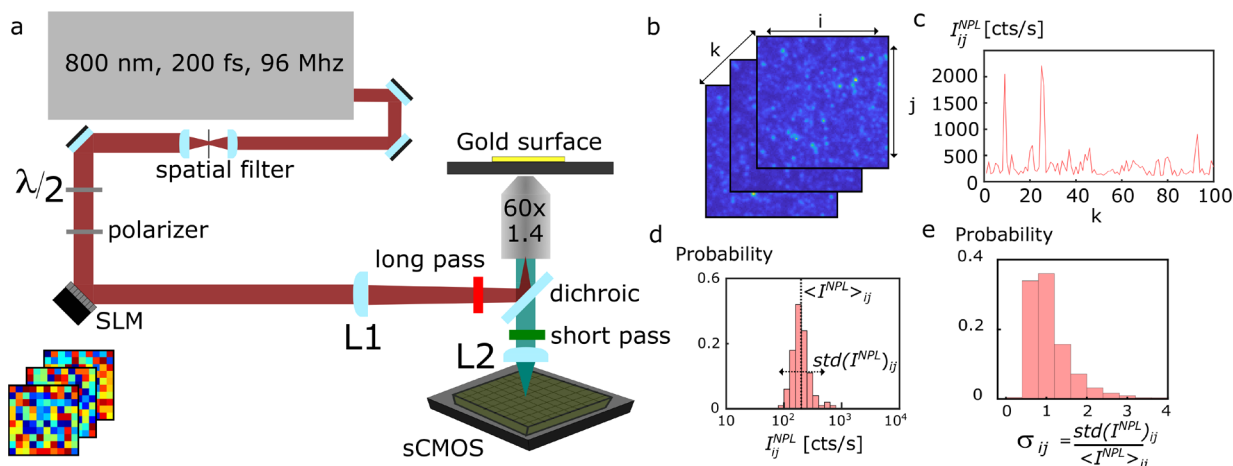 a
800 nm, 200 fs, 96 Mhz
spatial filter
λ/2
polarizer
SLM
L1
long pass
Gold surface
60x
1.4
dichroic
short pass
L2
sCMOS
b
k
i
j
c
I_ij^NPL [cts/s]
2000
1500
1000
500
0
0 20 40 60 80 100
k
d
Probability
0.6
0.2
0
<I^NPL>_ij
std(I^NPL)_ij
10 10^2 10^3 10^4
I_ij^NPL [cts/s]
e
Probability
0.4
0.2
0
0 1 2 3 4
σ_ij = std(I^NPL)_ij / <I^NPL>_ij